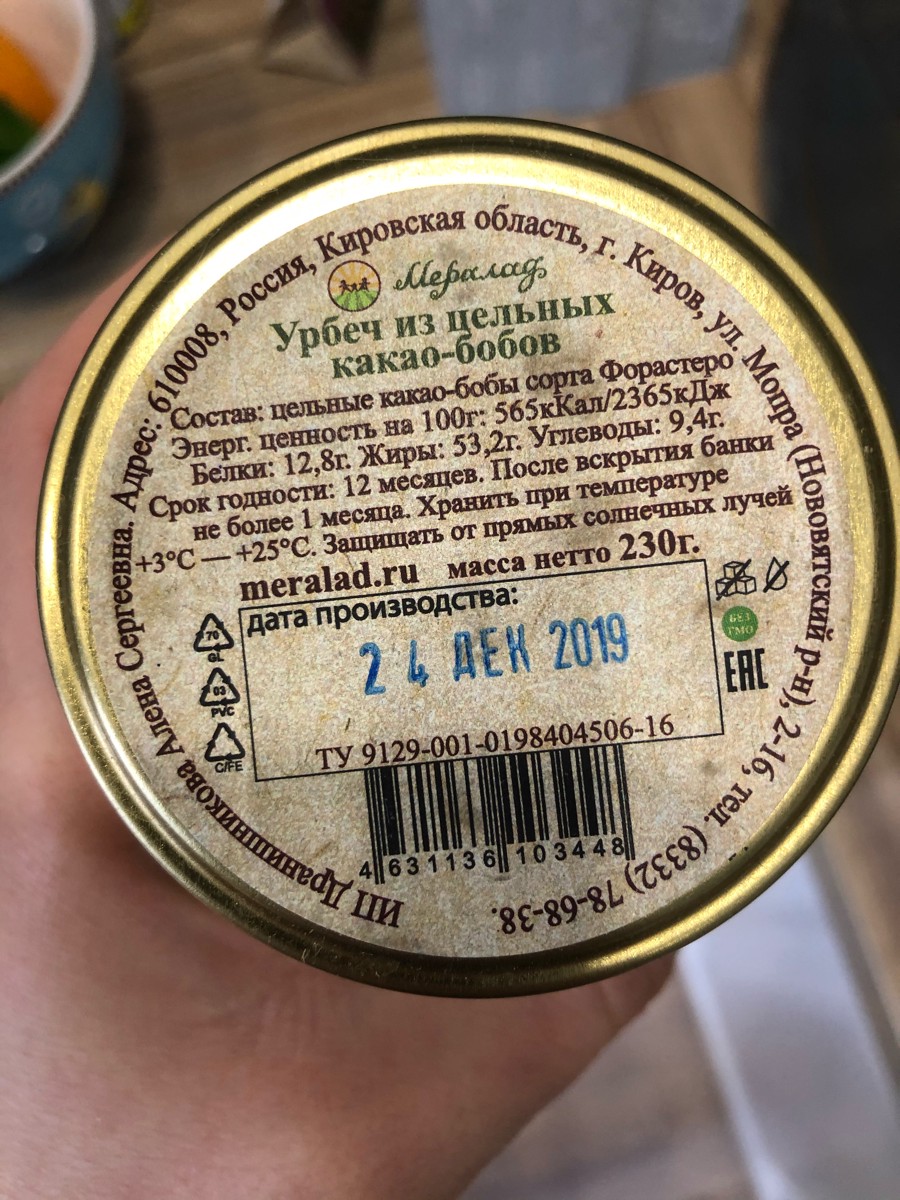 ИП Дранишникова Алена Сергеевна. Адрес: 610008, Россия, Кировская область, г. Киров, ул. Мопра (Нововятский р-н), 2-16, тел. (8332) 78-68-38.
Мералад
Урбеч из цельных
какао-бобов
Состав: цельные какао-бобы сорта Форастеро
Энерг. ценность на 100г: 565кКал/2365кДж
Белки: 12,8г. Жиры: 53,2г. Углеводы: 9,4г.
Срок годности: 12 месяцев. После вскрытия банки
не более 1 месяца. Хранить при температуре
+3°С — +25°С. Защищать от прямых солнечных лучей
meralad.ru масса нетто 230г.
дата производства:
24 ДЕК 2019
ТУ 9129-001-0198404506-16
70
GL
03
PVC
C/FE
БЕЗ
ГМО
EAC
4 631136 103448